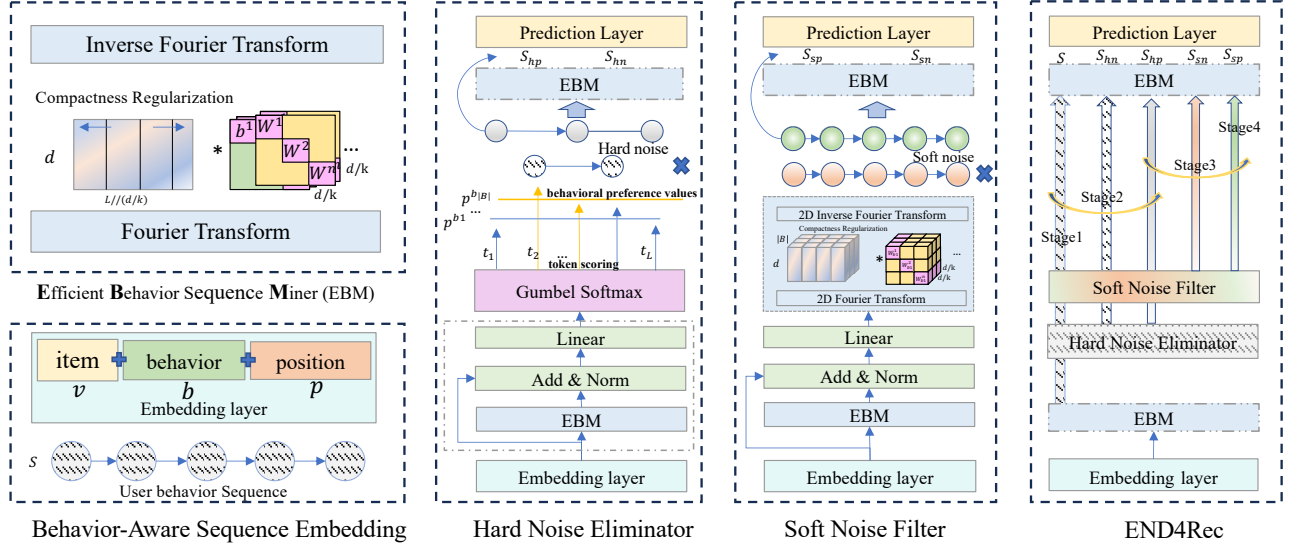 Inverse Fourier Transform
Compactness Regularization
d
L//(d/k)
*
b¹ W¹
W²
Wⁿ
...
d/k
d/k
Fourier Transform
Efficient Behavior Sequence Miner (EBM)
item behavior position
v b p
Embedding layer
S
User behavior Sequence
Behavior-Aware Sequence Embedding
Prediction Layer
S_hp S_hn
EBM
Hard noise
p^b|B| behavioral preference values
p^b1 ...
t_1 t_2 ... t_L
token scoring
Gumbel Softmax
Linear
Add & Norm
EBM
Embedding layer
Hard Noise Eliminator
Prediction Layer
S_sp S_sn
EBM
Soft noise
2D Inverse Fourier Transform
Compactness Regularization
|B|
d
*
...
d/k
d/k
2D Fourier Transform
Linear
Add & Norm
EBM
Embedding layer
Soft Noise Filter
Prediction Layer
S S_hn S_hp S_sn S_sp
EBM
Stage4
Stage3
Stage2
Stage1
Soft Noise Filter
Hard Noise Eliminator
EBM
Embedding layer
END4Rec